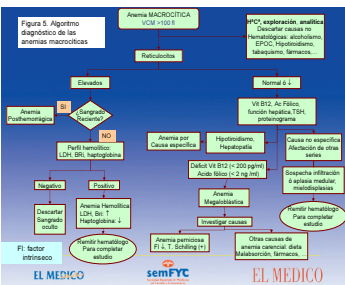 Figura 5. Algoritmo
diagnóstico de las
anemias macrocíticas
Anemia MACROCÍTICA
VCM >100 fl
HªCª, exploración, analítica
Descartar causas no
Hematológicas: alcoholismo,
EPOC, Hipotiroidismo,
tabaquismo, fármacos,...
Reticulocitos
Elevados
Normal ó ↓
Anemia
Posthemorrágica
SI
¿Sangrado
Reciente?
NO
Vit B12, Ac Fólico,
función hepática,TSH,
proteinograma
Perfil hemolítico:
LDH, BRi, haptoglobina
Anemia por
Causa específica
Hipotiroidismo,
Hepatopatía
Causa no específica
Afectación de otras
series
Déficit Vit B12 (< 200 pg/ml)
Acido fólico (< 2 ng /ml)
Sospecha infiltración
ó aplasia medular,
mielodisplasias
Negativo
Positivo
Anemia
Megaloblástica
Descartar
Sangrado
oculto
Anemia Hemolítica
LDH, Bri: ↑
Haptoglobina: ↓
Remitir hematólogo
Para completar
estudio
Investigar causas
Remitir hematólogo
Para completar
estudio
Anemia perniciosa
FI ↓, T. Schilling (+)
Otras causas de
anemia carencial: dieta
Malabsorción, fármacos, ...
FI: factor
intrínseco
EL MEDICO
semFYC
EL MEDICO